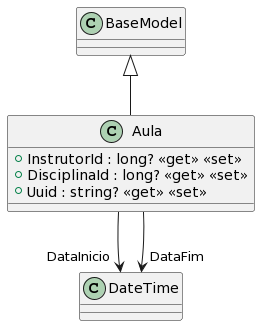 C BaseModel
C Aula
InstrutorId : long? «get» «set»
DisciplinaId : long? «get» «set»
Uuid : string? «get» «set»
DataInicio
DataFim
C DateTime